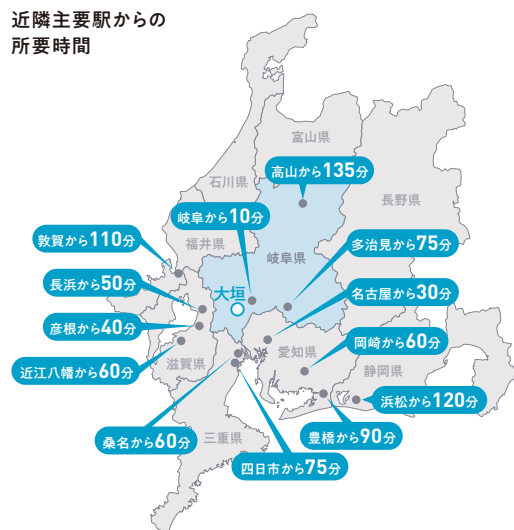 近隣主要駅からの
所要時間
富山県
高山から135分
石川県
長野県
岐阜から10分
敦賀から110分
福井県
多治見から75分
岐阜県
長浜から50分
大垣
名古屋から30分
彦根から40分
岡崎から60分
愛知県
滋賀県
近江八幡から60分
静岡県
浜松から120分
桑名から60分
三重県
豊橋から90分
四日市から75分